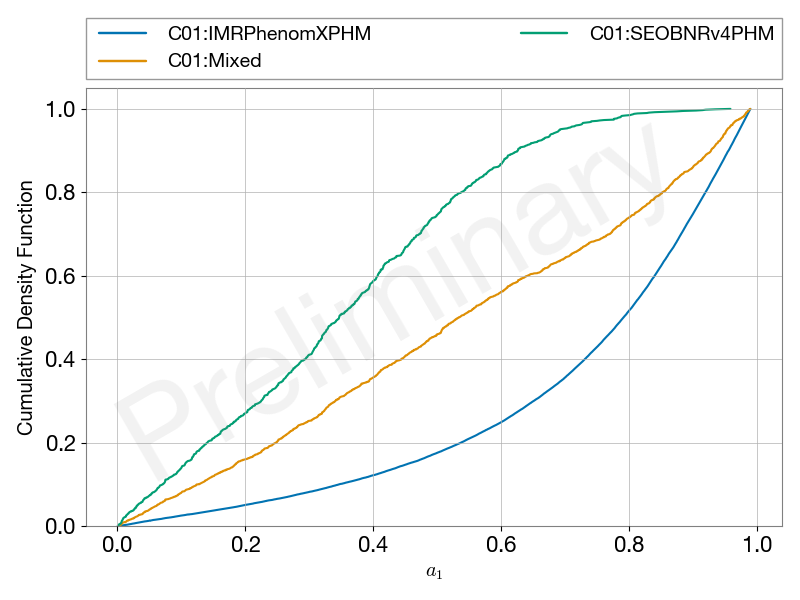 C01:IMRPhenomXPHM
C01:SEOBNRv4PHM
C01:Mixed
Preliminary
1.0
0.8
0.6
0.4
0.2
0.0
Cumulative Density Function
0.0 0.2 0.4 0.6 0.8 1.0
a₁